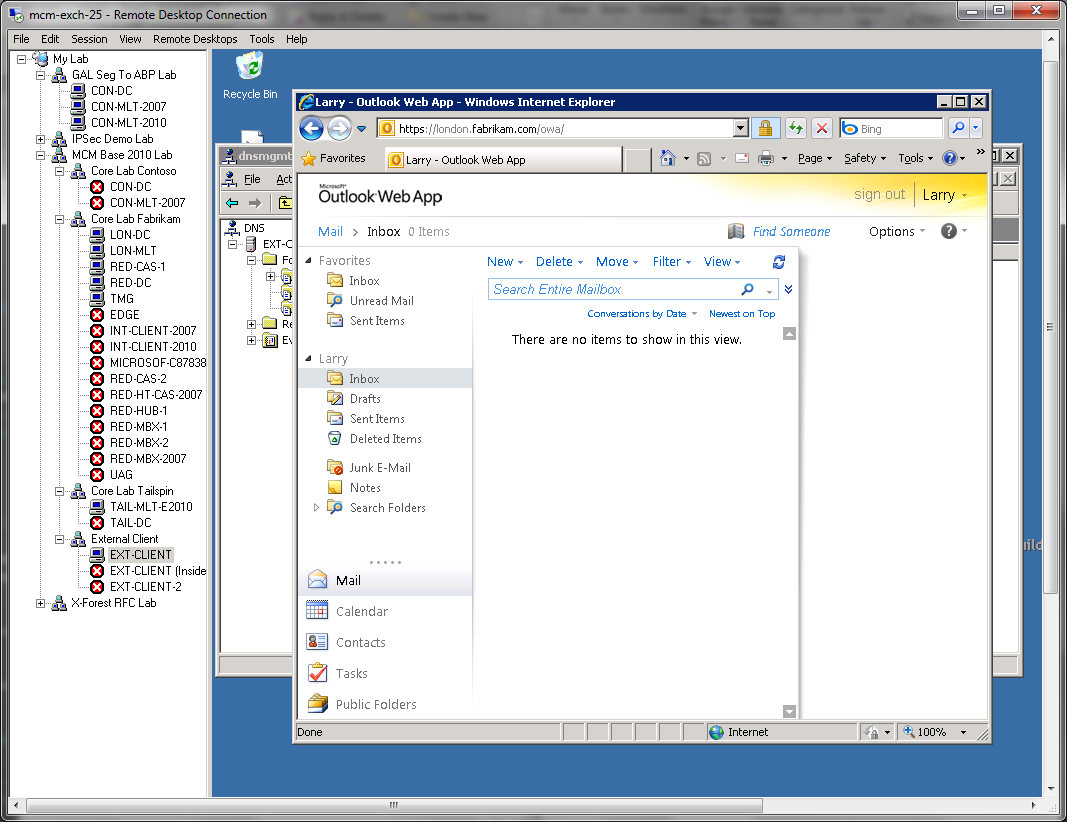 mcm-exch-25 - Remote Desktop Connection
File Edit Session View Remote Desktops Tools Help
My Lab
GAL Seg To ABP Lab
CON-DC
CON-MLT-2007
CON-MLT-2010
IPSec Demo Lab
MCM Base 2010 Lab
Core Lab Contoso
CON-DC
CON-MLT-2007
Core Lab Fabrikam
LON-DC
LON-MLT
RED-CAS-1
RED-DC
TMG
EDGE
INT-CLIENT-2007
INT-CLIENT-2010
MICROSOF-C87838
RED-CAS-2
RED-HT-CAS-2007
RED-HUB-1
RED-MBX-1
RED-MBX-2
RED-MBX-2007
UAG
Core Lab Tailspin
TAIL-MLT-E2010
TAIL-DC
External Client
EXT-CLIENT
EXT-CLIENT (Inside
EXT-CLIENT-2
X-Forest RFC Lab
Recycle Bin
dnsmgmt
File Act
DNS
EXT-C
Fo
Re
Ev
Larry - Outlook Web App - Windows Internet Explorer
https://london.fabrikam.com/owa/
Bing
Favorites
Larry - Outlook Web App
Page Safety Tools
Microsoft®
Outlook Web App
sign out Larry
Mail > Inbox 0 Items
Find Someone Options
Favorites
Inbox
Unread Mail
Sent Items
Larry
Inbox
Drafts
Sent Items
Deleted Items
Junk E-Mail
Notes
Search Folders
Mail
Calendar
Contacts
Tasks
Public Folders
New Delete Move Filter View
Search Entire Mailbox
Conversations by Date Newest on Top
There are no items to show in this view.
Done
Internet
100%
uild